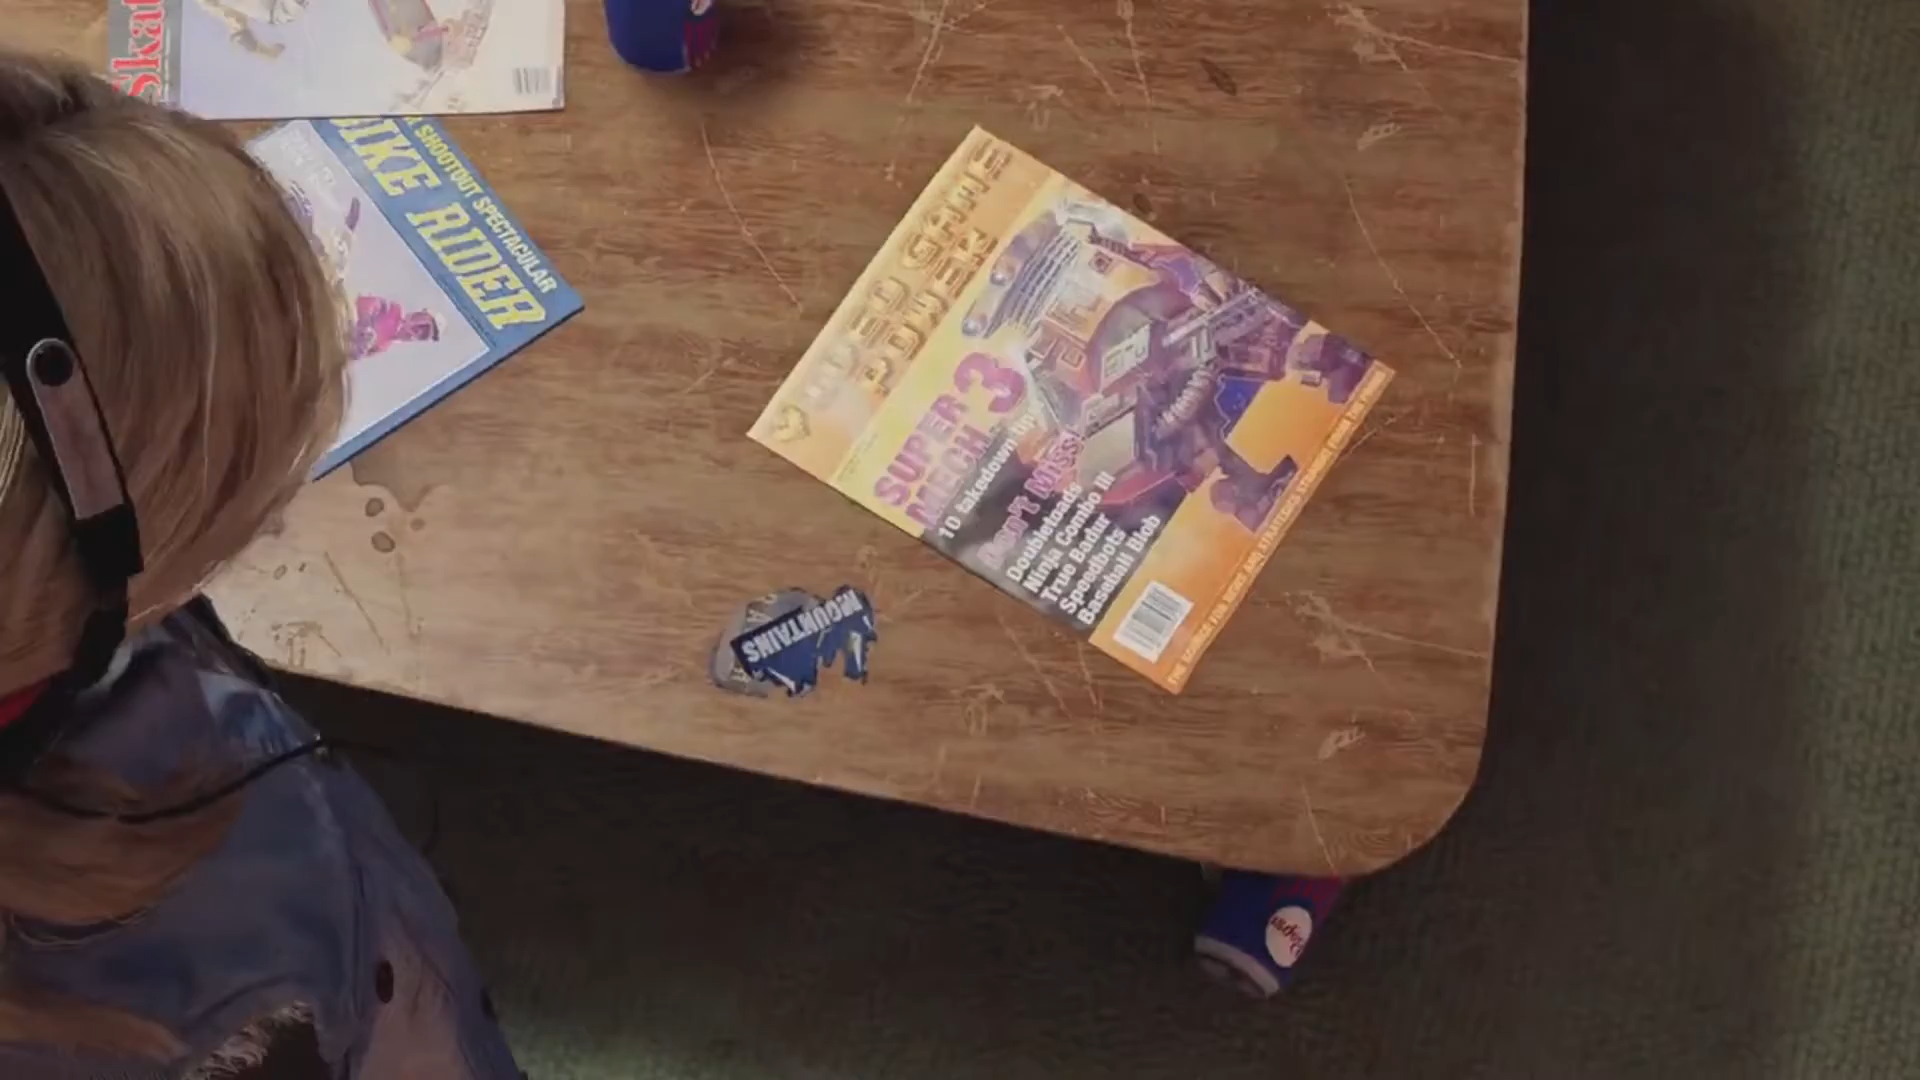 Skat
X SHOOTOUT SPECTACULAR
BIKE RIDER
VIDEO GAME
POWER
SUPER
MECH 3
10 takedown tips
Don't Miss!
Doubletoads
Ninja Combo III
True Badur
Speedbots
Baseball Blob
MOUNTAINS